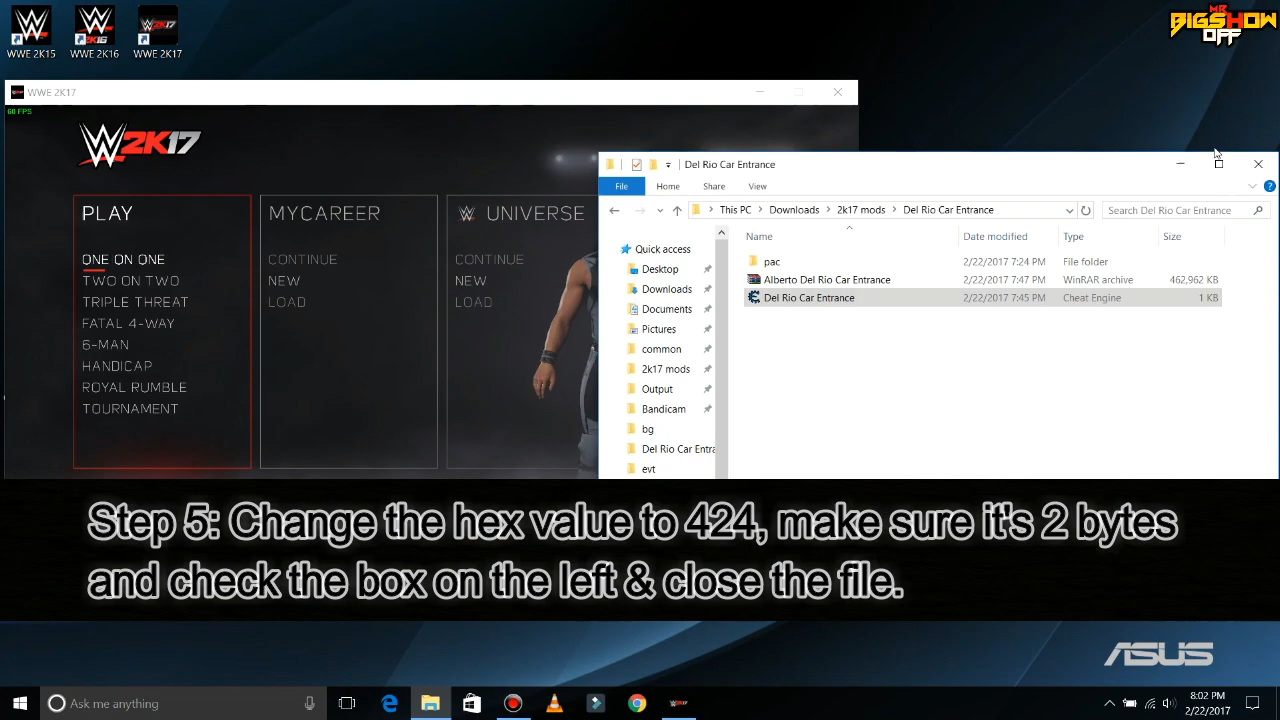 WWE 2K15
WWE 2K16
WWE 2K17
MR
BIGSHOW
OFF
WWE 2K17
60 FPS
W2K17
PLAY
ONE ON ONE
TWO ON TWO
TRIPLE THREAT
FATAL 4-WAY
6-MAN
HANDICAP
ROYAL RUMBLE
TOURNAMENT
MYCAREER
CONTINUE
NEW
LOAD
UNIVERSE
CONTINUE
NEW
LOAD
Del Rio Car Entrance
File Home Share View
This PC Downloads 2k17 mods Del Rio Car Entrance
Search Del Rio Car Entrance
Quick access
Desktop
Downloads
Documents
Pictures
common
2k17 mods
Output
Bandicam
bg
Del Rio Car Entra
evt
Name Date modified Type Size
pac 2/22/2017 7:24 PM File folder
Alberto Del Rio Car Entrance 2/22/2017 7:47 PM WinRAR archive 462,962 KB
Del Rio Car Entrance 2/22/2017 7:45 PM Cheat Engine 1 KB
Step 5: Change the hex value to 424, make sure it's 2 bytes
and check the box on the left & close the file.
ASUS
Ask me anything
8:02 PM
2/22/2017